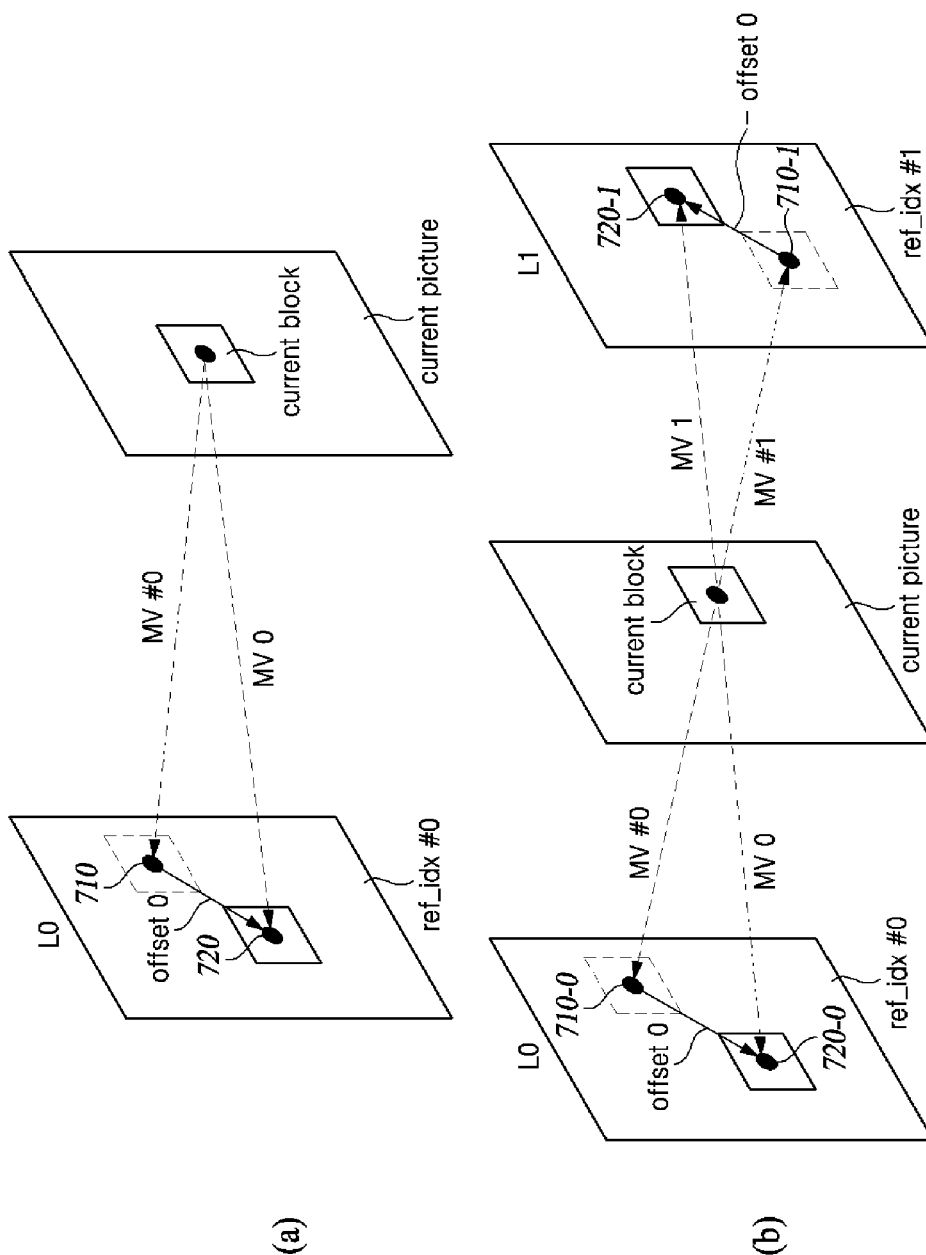 (a)
L0
710
offset 0
720
ref_idx #0
MV #0
MV 0
current block
current picture
(b)
L0
710-0
offset 0
720-0
ref_idx #0
MV #0
MV 0
current block
current picture
MV 1
MV #1
L1
720-1
− offset 0
710-1
ref_idx #1